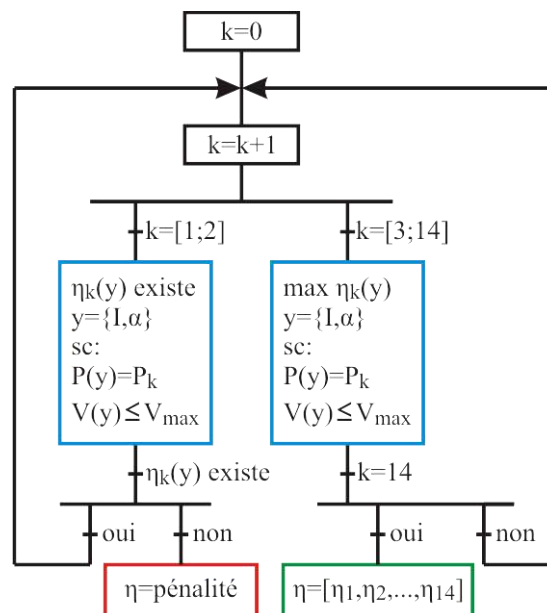 k=0
k=k+1
k=[1;2]
k=[3;14]
ηk(y) existe
y={I,α}
sc:
P(y)=Pk
V(y)≤Vmax
max ηk(y)
y={I,α}
sc:
P(y)=Pk
V(y)≤Vmax
ηk(y) existe
k=14
oui
non
oui
non
η=pénalité
η=[η1,η2,...,η14]